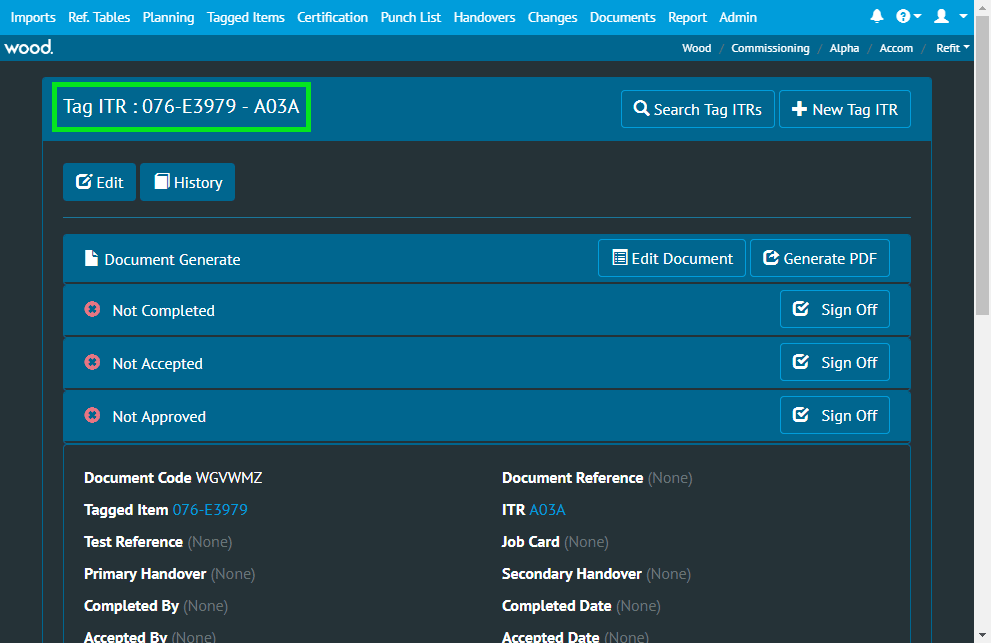 Imports Ref. Tables Planning Tagged Items Certification Punch List Handovers Changes Documents Report Admin
wood. Wood / Commissioning / Alpha / Accom / Refit
Tag ITR : 076-E3979 - A03A Search Tag ITRs New Tag ITR
Edit History
Document Generate Edit Document Generate PDF
Not Completed Sign Off
Not Accepted Sign Off
Not Approved Sign Off
Document Code WGVWMZ Document Reference (None)
Tagged Item 076-E3979 ITR A03A
Test Reference (None) Job Card (None)
Primary Handover (None) Secondary Handover (None)
Completed By (None) Completed Date (None)
Accepted By (None) Accepted Date (None)